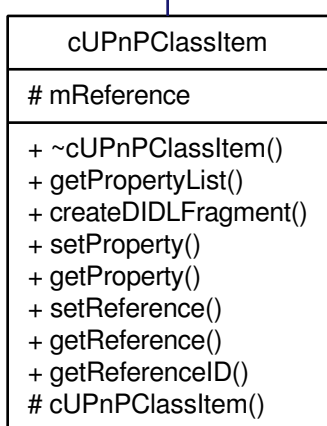 cUPnPClassItem
# mReference
+ ~cUPnPClassItem()
+ getPropertyList()
+ createDIDLFragment()
+ setProperty()
+ getProperty()
+ setReference()
+ getReference()
+ getReferenceID()
# cUPnPClassItem()